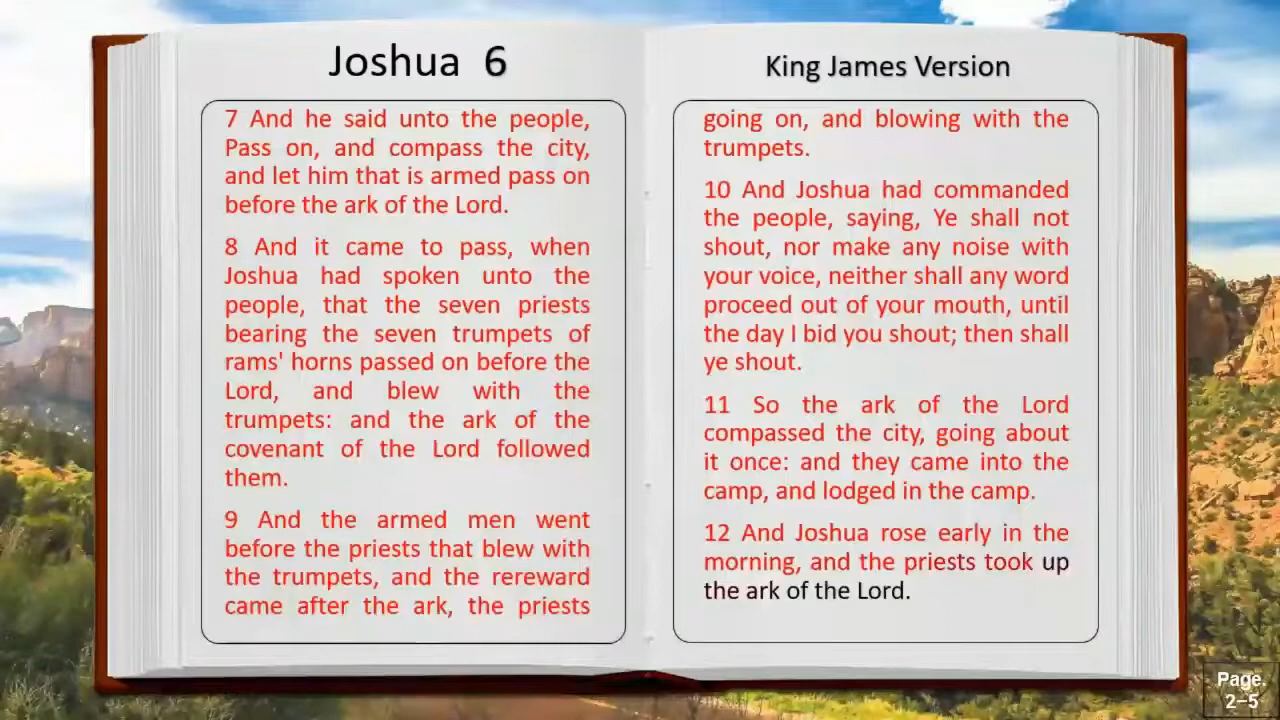 Joshua 6
7 And he said unto the people,
Pass on, and compass the city,
and let him that is armed pass on
before the ark of the Lord.
8 And it came to pass, when
Joshua had spoken unto the
people, that the seven priests
bearing the seven trumpets of
rams' horns passed on before the
Lord, and blew with the
trumpets: and the ark of the
covenant of the Lord followed
them.
9 And the armed men went
before the priests that blew with
the trumpets, and the rereward
came after the ark, the priests
King James Version
going on, and blowing with the
trumpets.
10 And Joshua had commanded
the people, saying, Ye shall not
shout, nor make any noise with
your voice, neither shall any word
proceed out of your mouth, until
the day I bid you shout; then shall
ye shout.
11 So the ark of the Lord
compassed the city, going about
it once: and they came into the
camp, and lodged in the camp.
12 And Joshua rose early in the
morning, and the priests took up
the ark of the Lord.
Page.
2-5